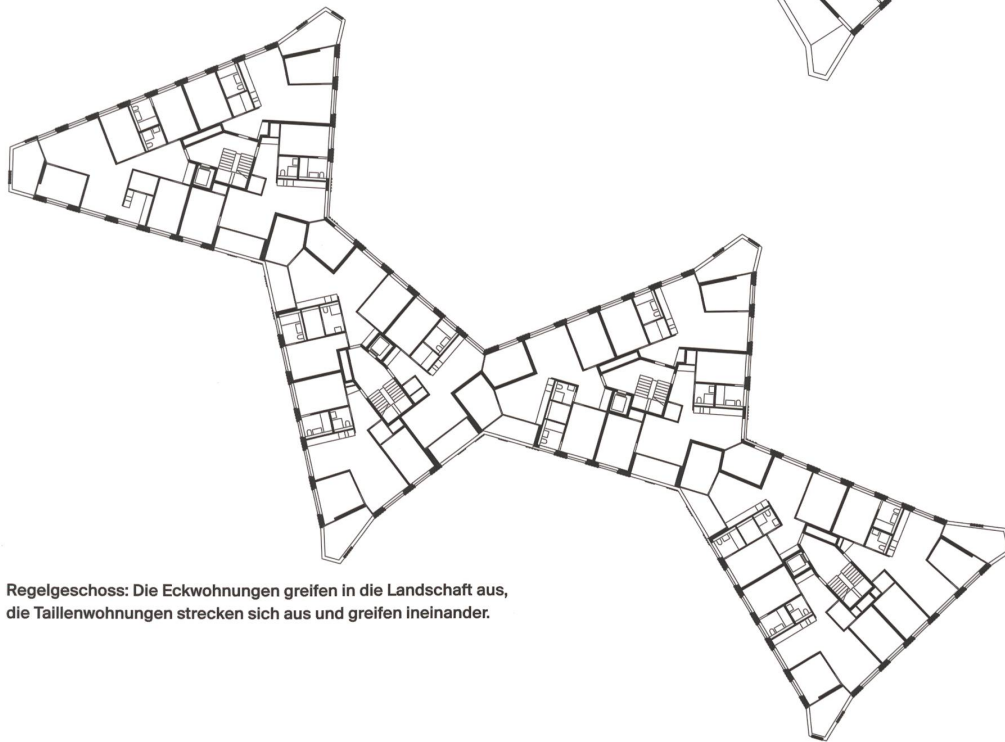 Regelgeschoss: Die Eckwohnungen greifen in die Landschaft aus,
die Taillenwohnungen strecken sich aus und greifen ineinander.